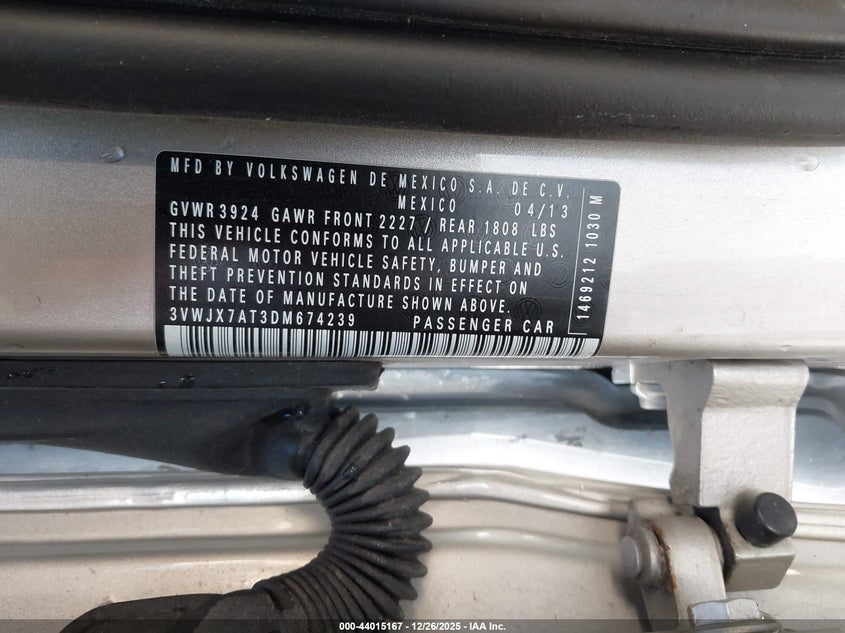 MFD BY VOLKSWAGEN DE MEXICO S.A. DE C.V.
MEXICO 04/13
GVWR 3924 GAWR FRONT 2227 / REAR 1808 LBS
THIS VEHICLE CONFORMS TO ALL APPLICABLE U.S.
FEDERAL MOTOR VEHICLE SAFETY, BUMPER AND
THEFT PREVENTION STANDARDS IN EFFECT ON
THE DATE OF MANUFACTURE SHOWN ABOVE.
3VWJX7AT3DM674239 PASSENGER CAR
1469212 1030 M
000-44015167 - 12/26/2025 - IAA Inc.